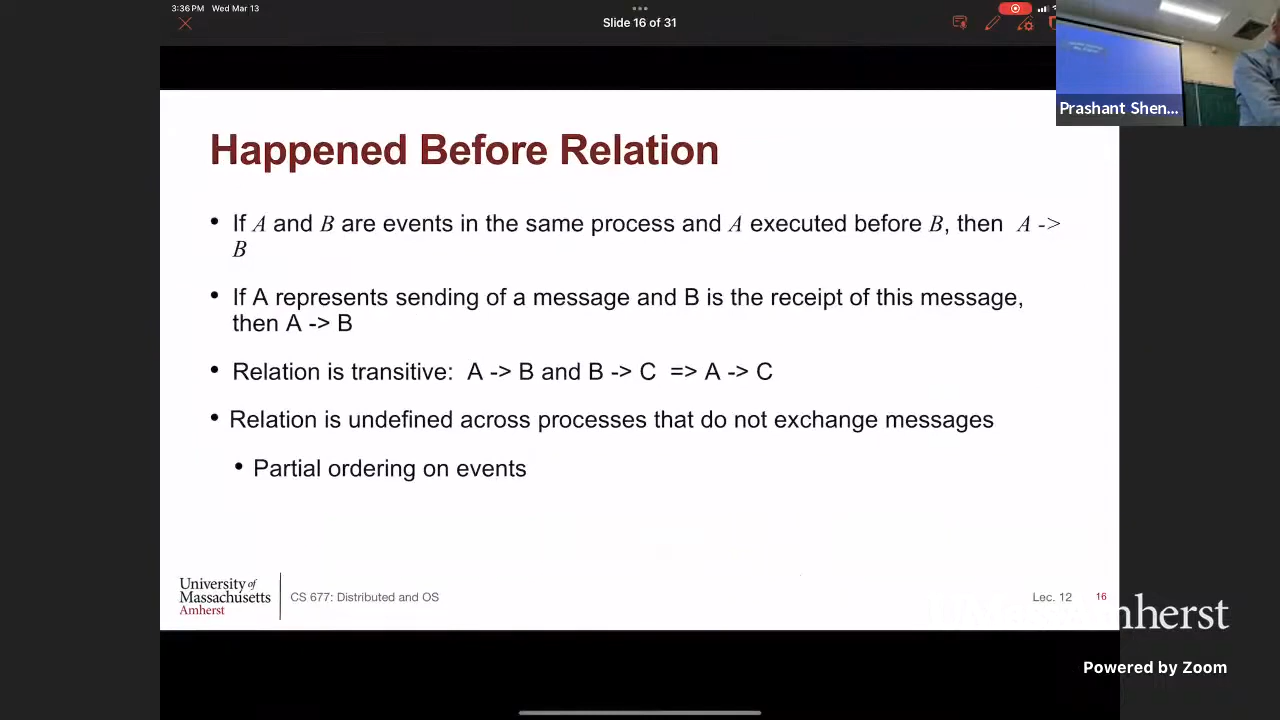 3:36 PM Wed Mar 13
Slide 16 of 31
Prashant Shen...
Happened Before Relation
• If A and B are events in the same process and A executed before B, then A ->
B
• If A represents sending of a message and B is the receipt of this message,
then A -> B
• Relation is transitive: A -> B and B -> C => A -> C
• Relation is undefined across processes that do not exchange messages
• Partial ordering on events
University of
Massachusetts
Amherst
CS 677: Distributed and OS
Lec. 12
16
UMassAmherst
Powered by Zoom